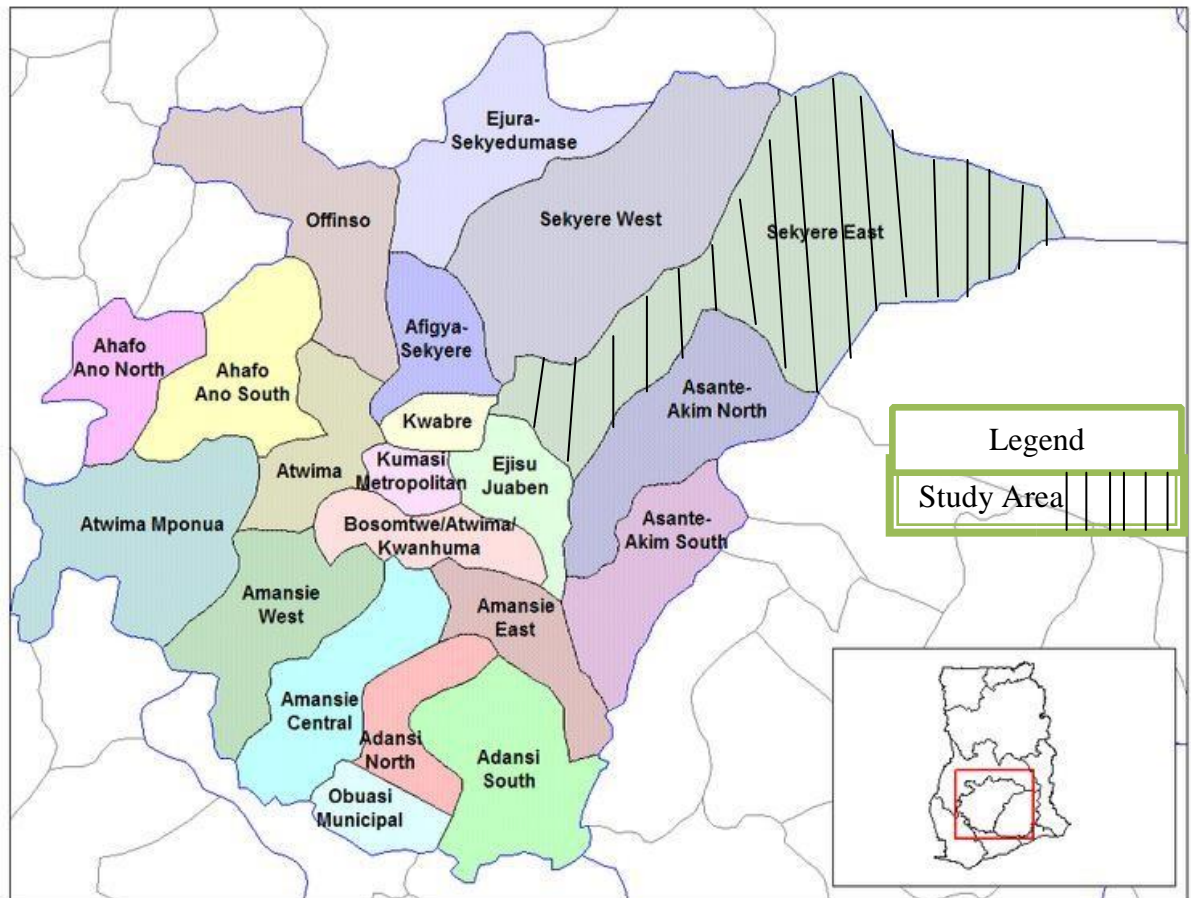 Ejura-
Sekyedumase
Offinso
Sekyere West
Sekyere East
Afigya-
Sekyere
Ahafo
Ano North
Ahafo
Ano South
Asante-
Akim North
Kwabre
Legend
Kumasi
Metropolitan
Ejisu
Juaben
Atwima
Study Area
Atwima Mponua
Bosomtwe/Atwima/
Kwanhuma
Asante-
Akim South
Amansie
West
Amansie
East
Amansie
Central
Adansi
North
Adansi
South
Obuasi
Municipal